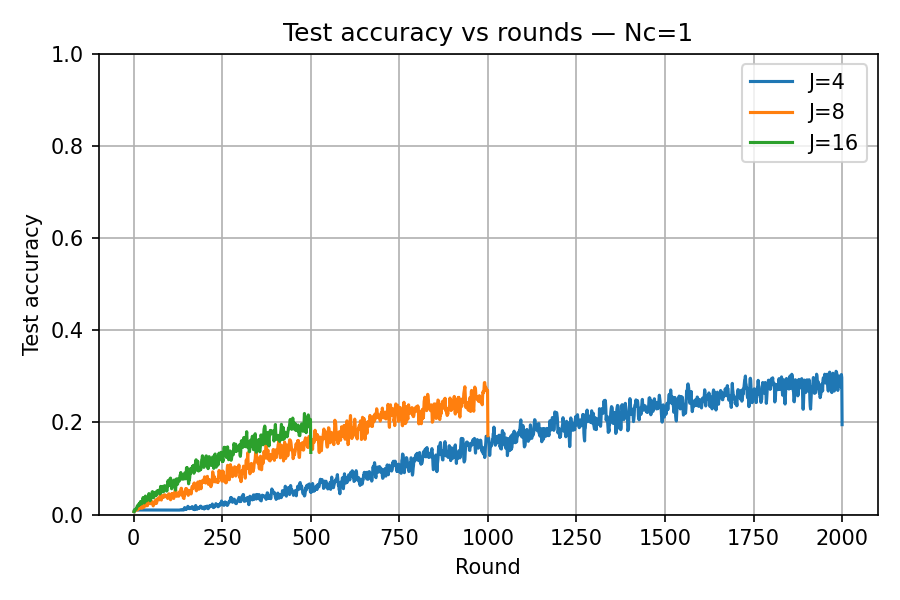 Test accuracy vs rounds — Nc=1
J=4
J=8
J=16
Test accuracy
1.0
0.8
0.6
0.4
0.2
0.0
0 250 500 750 1000 1250 1500 1750 2000
Round